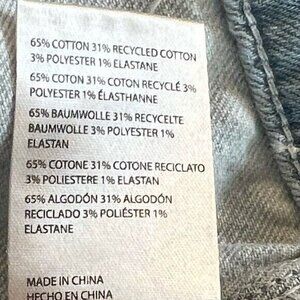 65% COTTON 31% RECYCLED COTTON
3% POLYESTER 1% ELASTANE
65% COTON 31% COTON RECYCLÉ 3%
POLYESTER 1% ÉLASTHANNE
65% BAUMWOLLE 31% RECYCELTE
BAUMWOLLE 3% POLYESTER 1%
ELASTAN
65% COTONE 31% COTONE RICICLATO
3% POLIESTERE 1% ELASTAN
65% ALGODÓN 31% ALGODÓN
RECICLADO 3% POLIÉSTER 1%
ELASTANE
MADE IN CHINA
HECHO EN CHINA